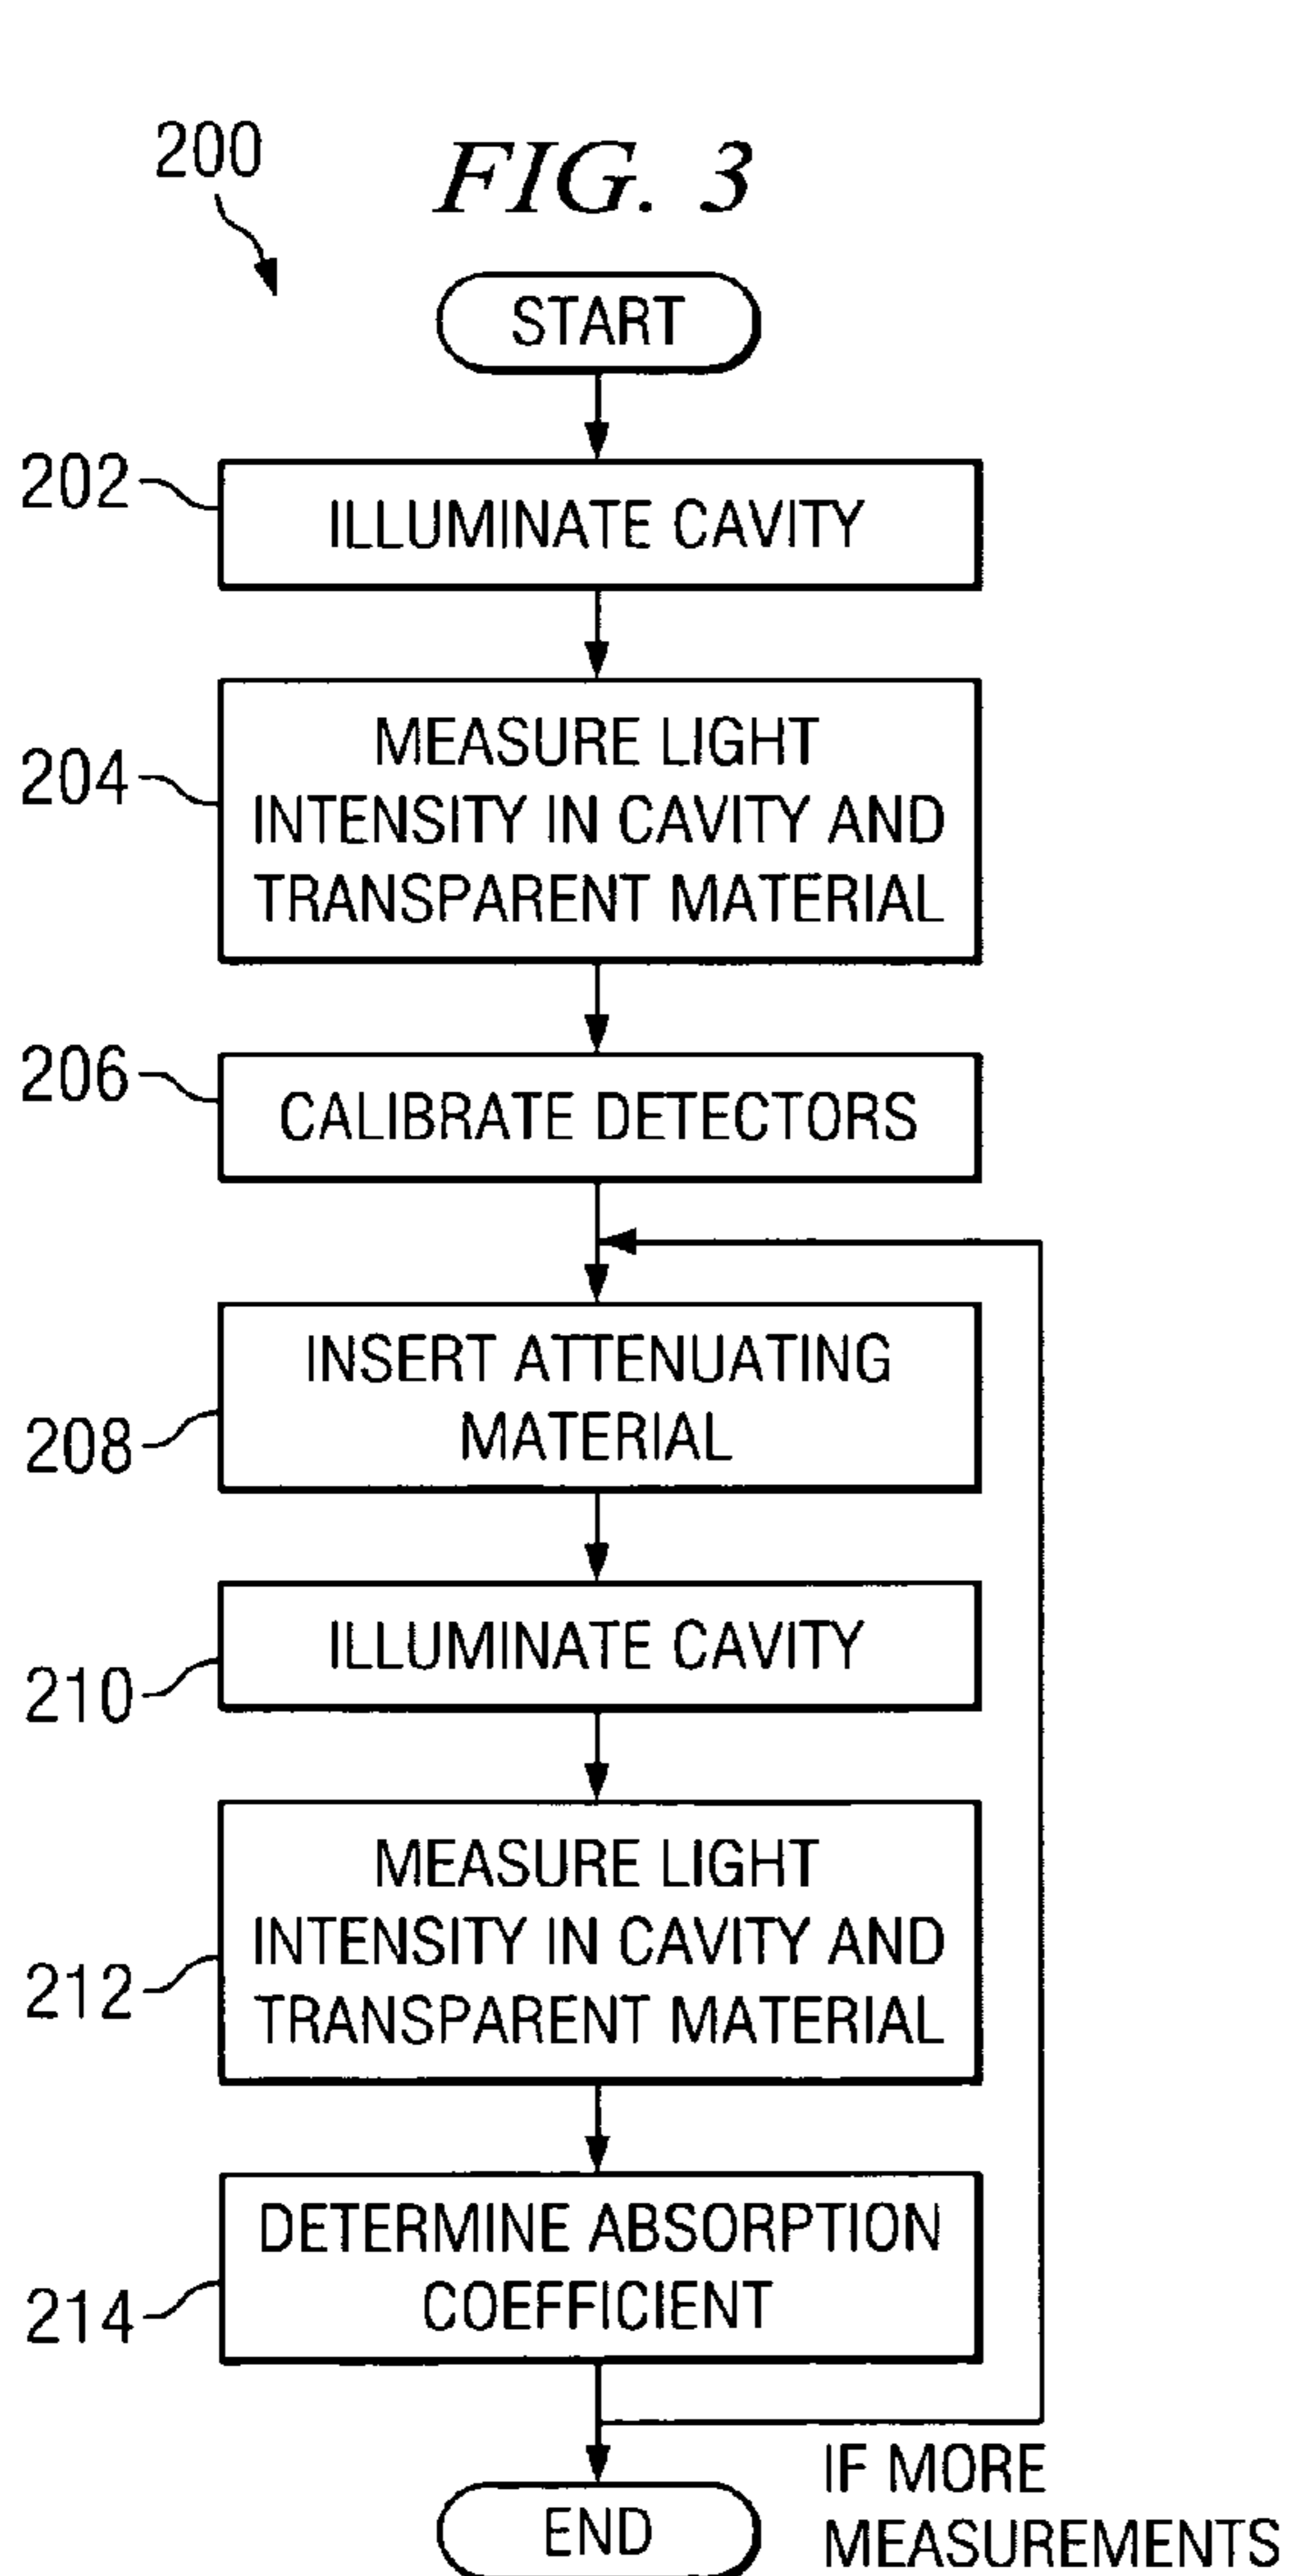 200
FIG. 3
START
202
ILLUMINATE CAVITY
204
MEASURE LIGHT
INTENSITY IN CAVITY AND
TRANSPARENT MATERIAL
206
CALIBRATE DETECTORS
208
INSERT ATTENUATING
MATERIAL
210
ILLUMINATE CAVITY
212
MEASURE LIGHT
INTENSITY IN CAVITY AND
TRANSPARENT MATERIAL
214
DETERMINE ABSORPTION
COEFFICIENT
IF MORE
MEASUREMENTS
END